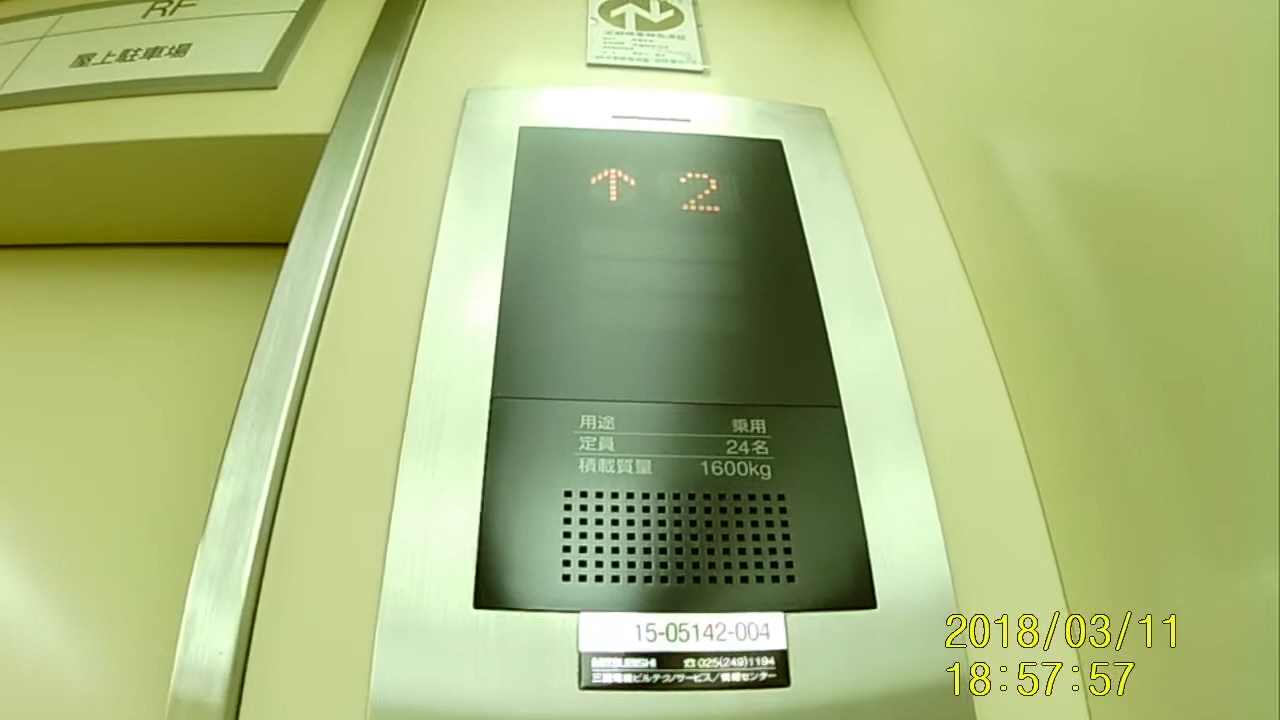 RF
屋上駐車場
↑ 2
用途 乗用
定員 24名
積載質量 1600kg
15-05142-004
MITSUBISHI ☎025(249)1194
三菱電機ビルテクノサービス/情報センター
2018/03/11
18:57:57